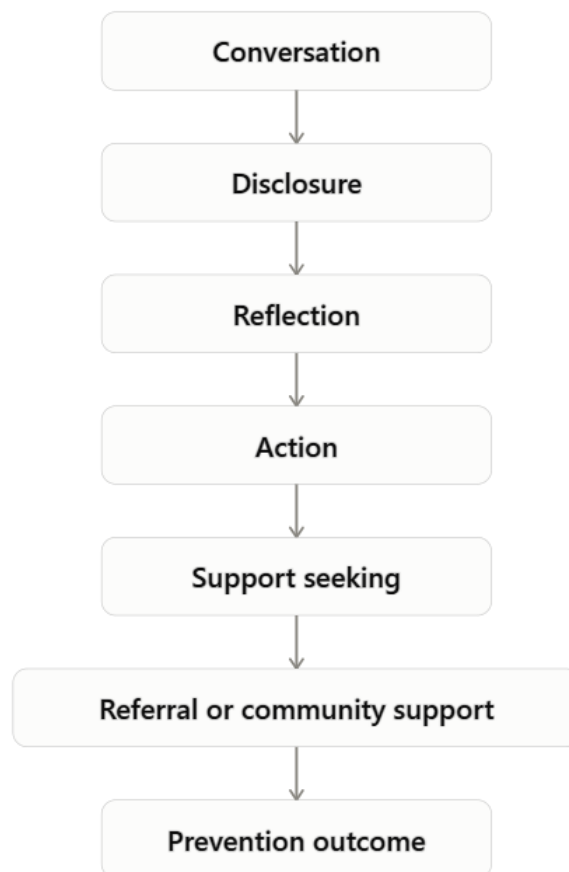 Conversation
Disclosure
Reflection
Action
Support seeking
Referral or community support
Prevention outcome